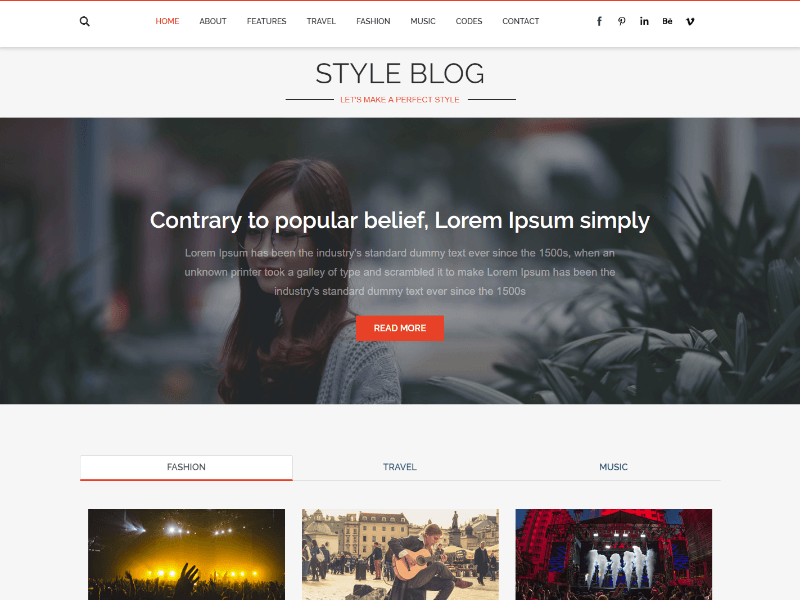 HOME ABOUT FEATURES TRAVEL FASHION MUSIC CODES CONTACT
STYLE BLOG
LET'S MAKE A PERFECT STYLE
Contrary to popular belief, Lorem Ipsum simply
Lorem Ipsum has been the industry's standard dummy text ever since the 1500s, when an
unknown printer took a galley of type and scrambled it to make Lorem Ipsum has been the
industry's standard dummy text ever since the 1500s
READ MORE
FASHION TRAVEL MUSIC